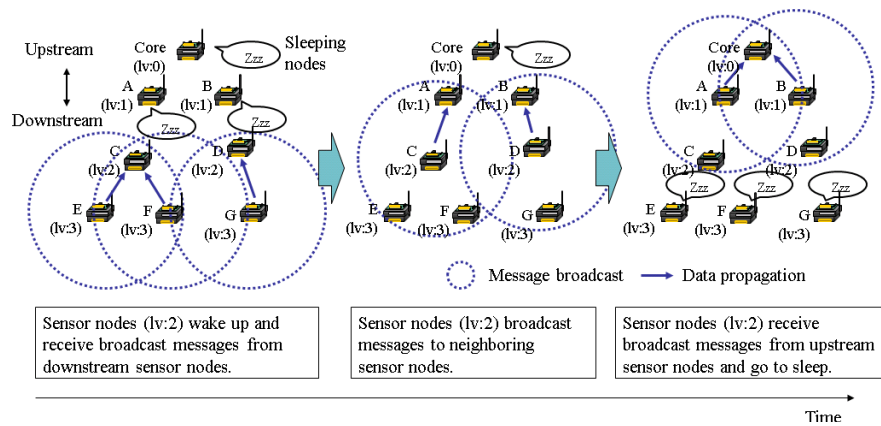 Upstream
Downstream
Core
(lv:0)
Zzz
Sleeping
nodes
A
(lv:1)
B
(lv:1)
Zzz
Zzz
C
(lv:2)
D
(lv:2)
E
(lv:3)
F
(lv:3)
G
(lv:3)
Core
(lv:0)
Zzz
A
(lv:1)
B
(lv:1)
C
(lv:2)
D
(lv:2)
E
(lv:3)
F
(lv:3)
G
(lv:3)
Core
(lv:0)
A
(lv:1)
B
(lv:1)
C
(lv:2)
D
(lv:2)
Zzz
Zzz
Zzz
E
(lv:3)
F
(lv:3)
G
(lv:3)
Message broadcast
Data propagation
Sensor nodes (lv:2) wake up and
receive broadcast messages from
downstream sensor nodes.
Sensor nodes (lv:2) broadcast
messages to neighboring
sensor nodes.
Sensor nodes (lv:2) receive
broadcast messages from upstream
sensor nodes and go to sleep.
Time